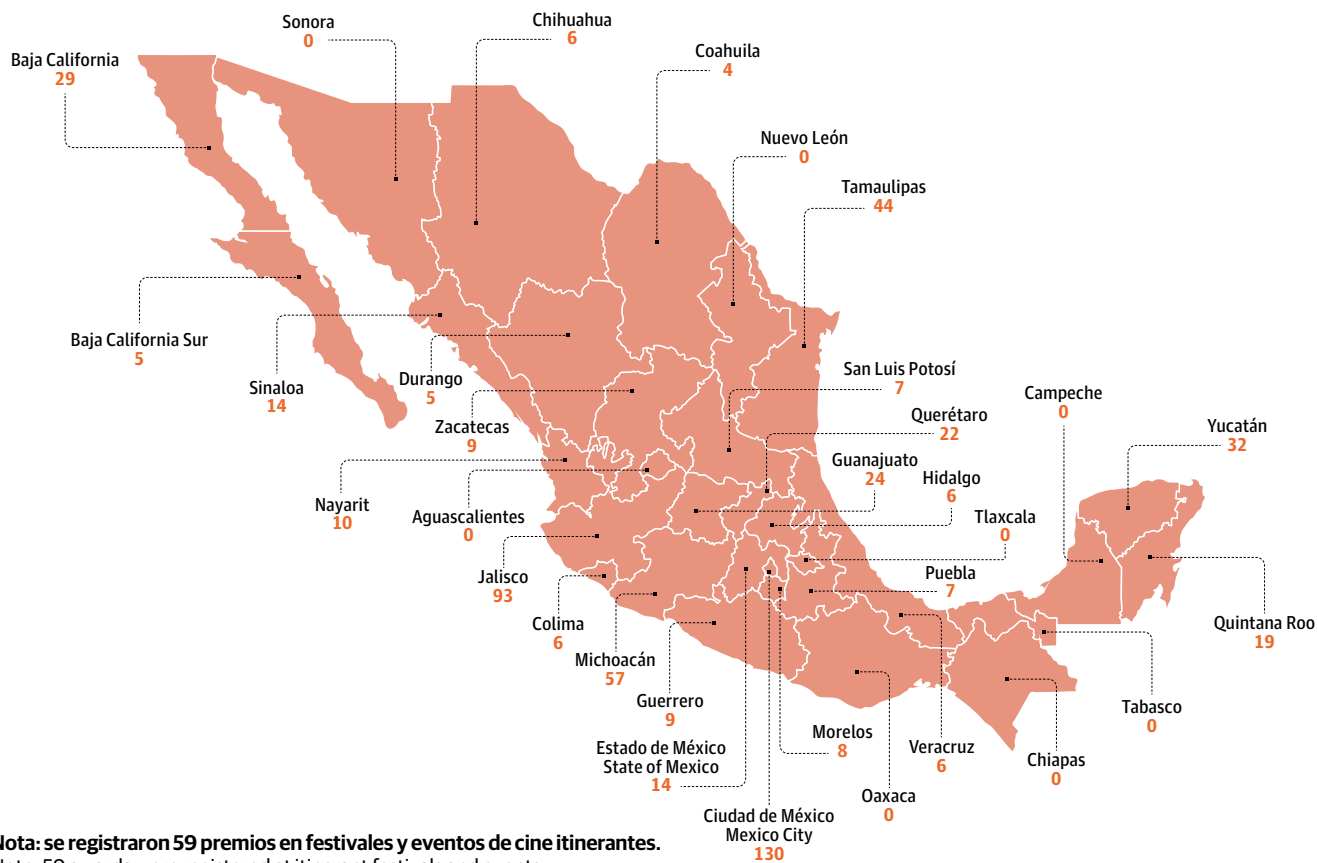 Sonora
0
Chihuahua
6
Coahuila
4
Baja California
29
Nuevo León
0
Tamaulipas
44
Baja California Sur
5
Sinaloa
14
Durango
5
Zacatecas
9
San Luis Potosí
7
Querétaro
22
Campeche
0
Yucatán
32
Guanajuato
24
Hidalgo
6
Nayarit
10
Aguascalientes
0
Tlaxcala
0
Jalisco
93
Puebla
7
Colima
6
Quintana Roo
19
Michoacán
57
Guerrero
9
Tabasco
0
Morelos
8
Veracruz
6
Chiapas
0
Estado de México
State of Mexico
14
Oaxaca
0
Ciudad de México
Mexico City
130
Nota: se registraron 59 premios en festivales y eventos de cine itinerantes.